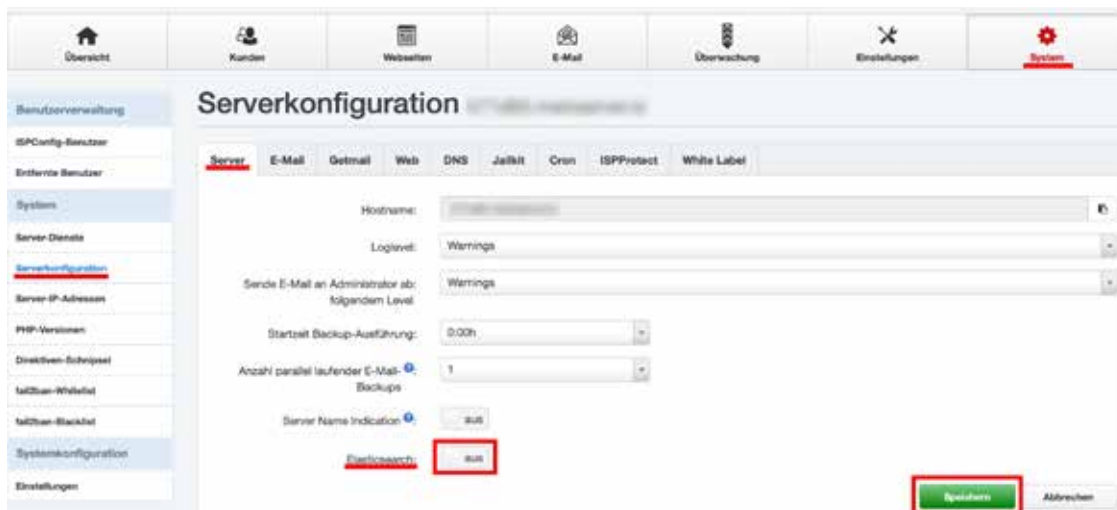 Übersicht
Kunden
Webseiten
E-Mail
Überwachung
Einstellungen
System
Benutzerverwaltung
ISPConfig-Benutzer
Entfernte Benutzer
System
Server-Dienste
Serverkonfiguration
Server-IP-Adressen
PHP-Versionen
Direktiven-Schnipsel
fail2ban-Whitelist
fail2ban-Blacklist
Systemkonfiguration
Einstellungen
Serverkonfiguration
Server E-Mail Getmail Web DNS Jailkit Cron ISPProtect White Label
Hostname:
Loglevel: Warnings
Sende E-Mail an Administrator ab: Warnings
folgendem Level
Startzeit Backup-Ausführung: 0:00h
Anzahl parallel laufender E-Mail-: 1
Backups
Server Name Indication : aus
Elasticsearch: aus
Speichern Abbrechen